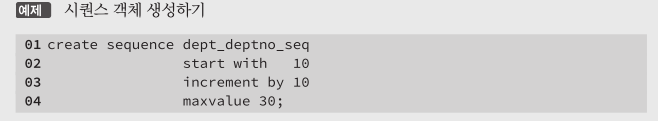 예제 시퀀스 객체 생성하기
01 create sequence dept_deptno_seq
02 start with 10
03 increment by 10
04 maxvalue 30;